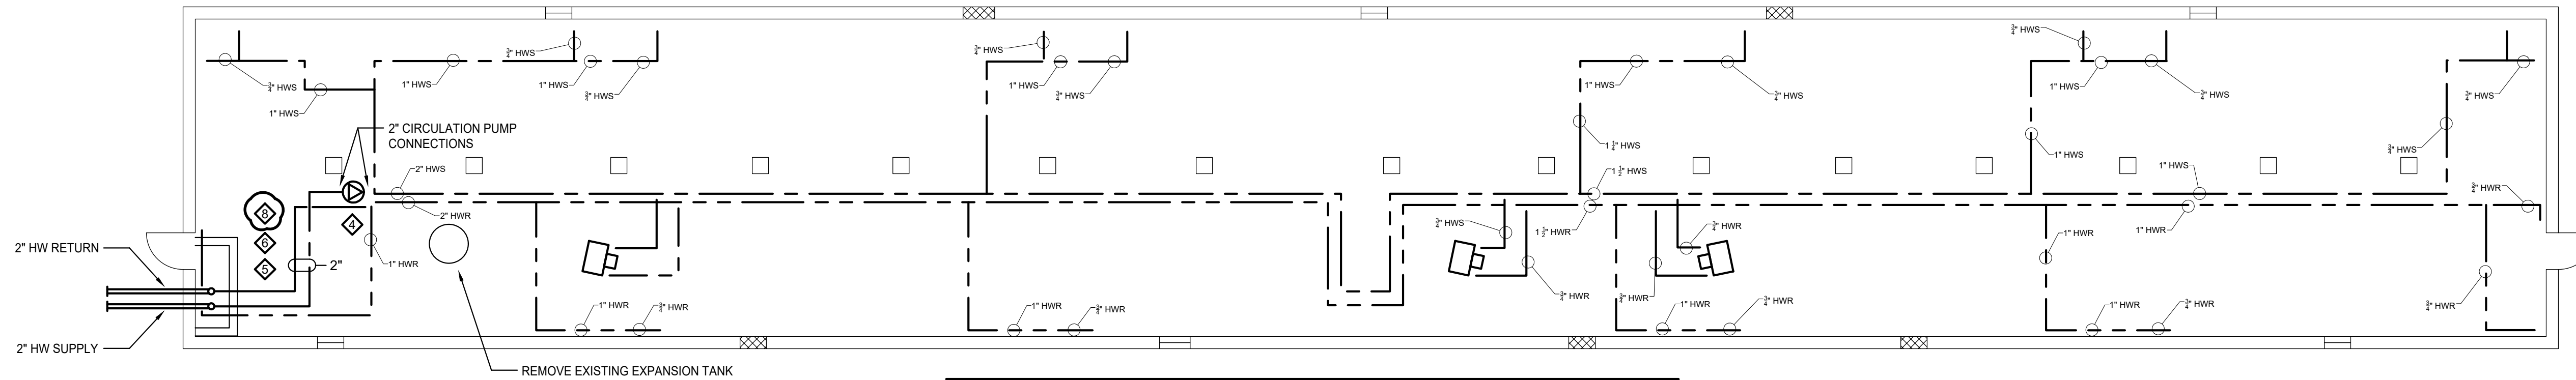 ¾" HWS
¾" HWS
¾" HWS
¾" HWS
1" HWS
1" HWS
1" HWS
¾" HWS
1" HWS
¾" HWS
1" HWS
¾" HWS
1" HWS
¾" HWS
¾" HWS
1" HWS
2" CIRCULATION PUMP
CONNECTIONS
1 ¼" HWS
1" HWS
¾" HWS
2" HWS
1 ½" HWS
1" HWS
¾" HWR
2" HWR
8
4
¾" HWS
1 ½" HWR
¾" HWR
1" HWR
1" HWR
6
2" HW RETURN
5
2"
1" HWR
¾" HWR
¾" HWR
1" HWR
¾" HWR
1" HWR
¾" HWR
1" HWR
¾" HWR
1" HWR
¾" HWR
¾" HWR
2" HW SUPPLY
REMOVE EXISTING EXPANSION TANK